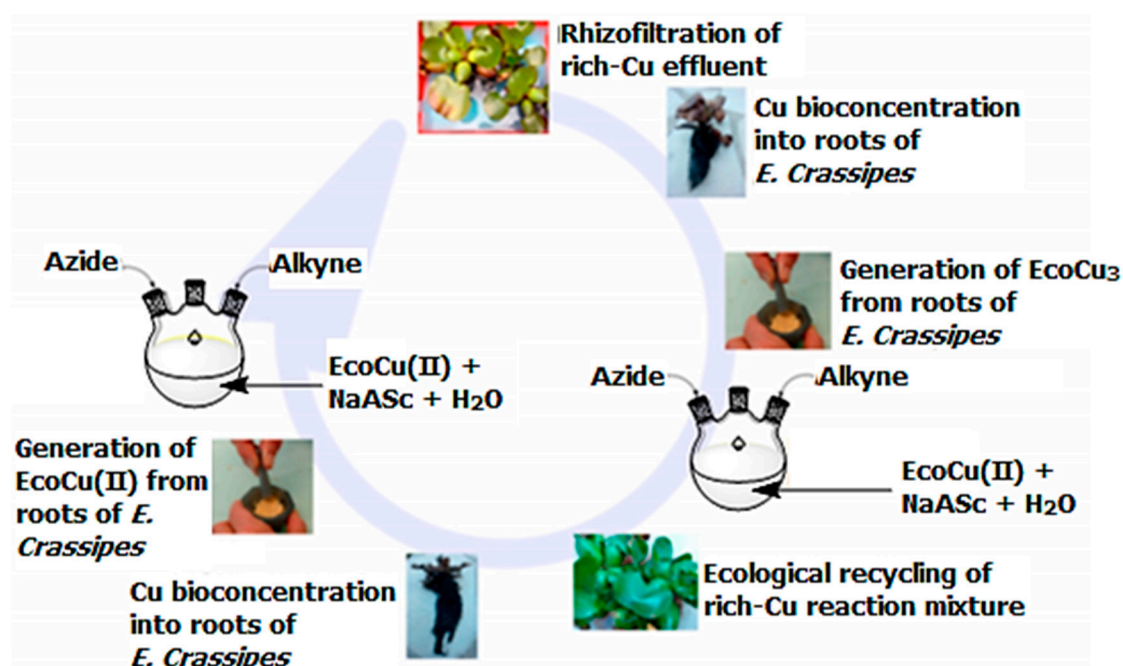 Rhizofiltration of
rich-Cu effluent
Cu bioconcentration
into roots of
E. Crassipes
Generation of EcoCu3
from roots of
E. Crassipes
Azide
Alkyne
EcoCu(II) +
NaASc + H2O
Ecological recycling of
rich-Cu reaction mixture
Cu bioconcentration
into roots of
E. Crassipes
Generation of
EcoCu(II) from
roots of E.
Crassipes
Azide
Alkyne
EcoCu(II) +
NaASc + H2O